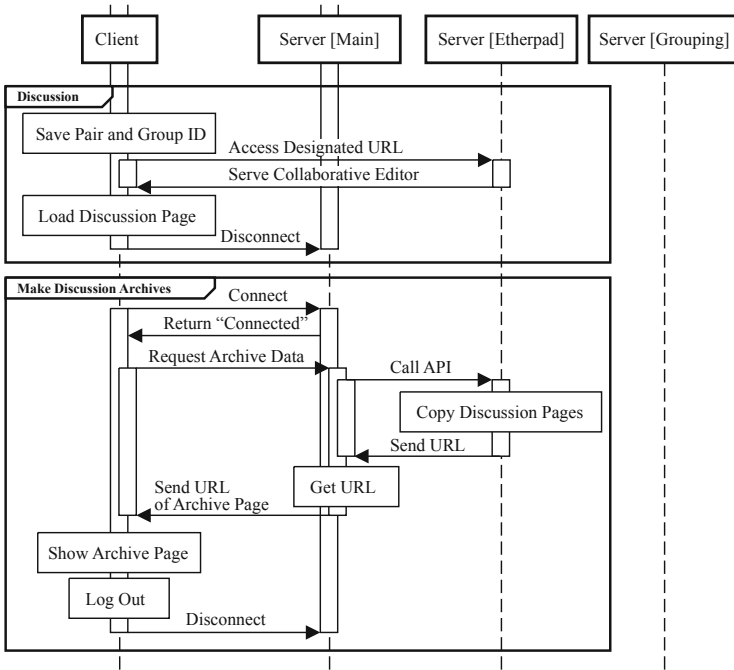 Client
Server [Main]
Server [Etherpad]
Server [Grouping]
Discussion
Save Pair and Group ID
Access Designated URL
Serve Collaborative Editor
Load Discussion Page
Disconnect
Make Discussion Archives
Connect
Return “Connected”
Request Archive Data
Call API
Copy Discussion Pages
Send URL
Get URL
Send URL
of Archive Page
Show Archive Page
Log Out
Disconnect